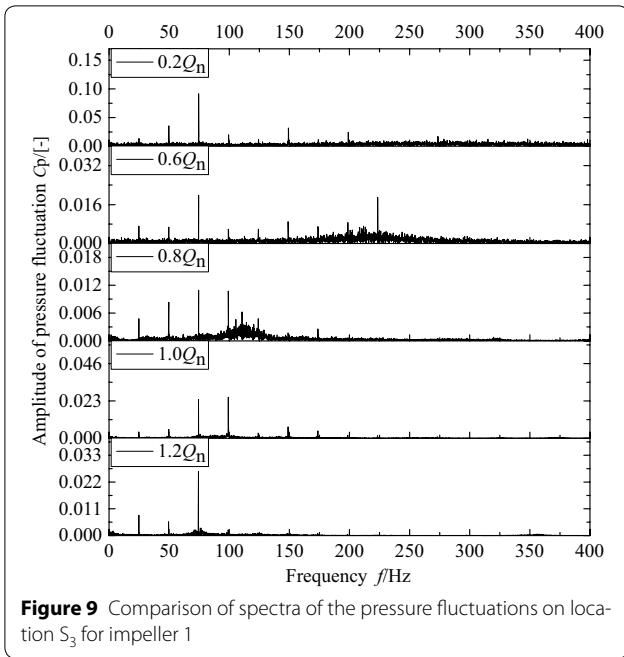 0 50 100 150 200 250 300 350 400
0.15
0.2Qn
0.10
0.05
0.00
0.032
0.6Qn
0.016
0.000
0.018
0.8Qn
0.012
0.006
0.000
0.046
1.0Qn
0.023
0.000
0.033
1.2Qn
0.022
0.011
0.000
0 50 100 150 200 250 300 350 400
Amplitude of pressure fluctuation Cp/[-]
Frequency f/Hz
Figure 9 Comparison of spectra of the pressure fluctuations on loca-
tion S3 for impeller 1